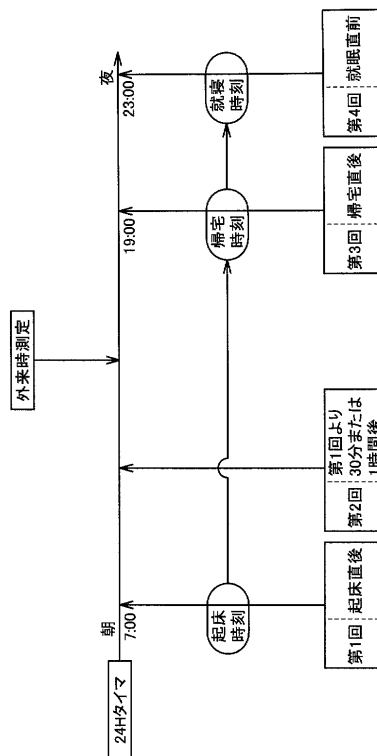 外来時測定
24Hタイマ
朝
7:00
19:00
夜
23:00
起床
時刻
帰宅
時刻
就寝
時刻
第1回
起床直後
第2回
第1回より
30分または
1時間後
第3回
帰宅直後
第4回
就眠直前